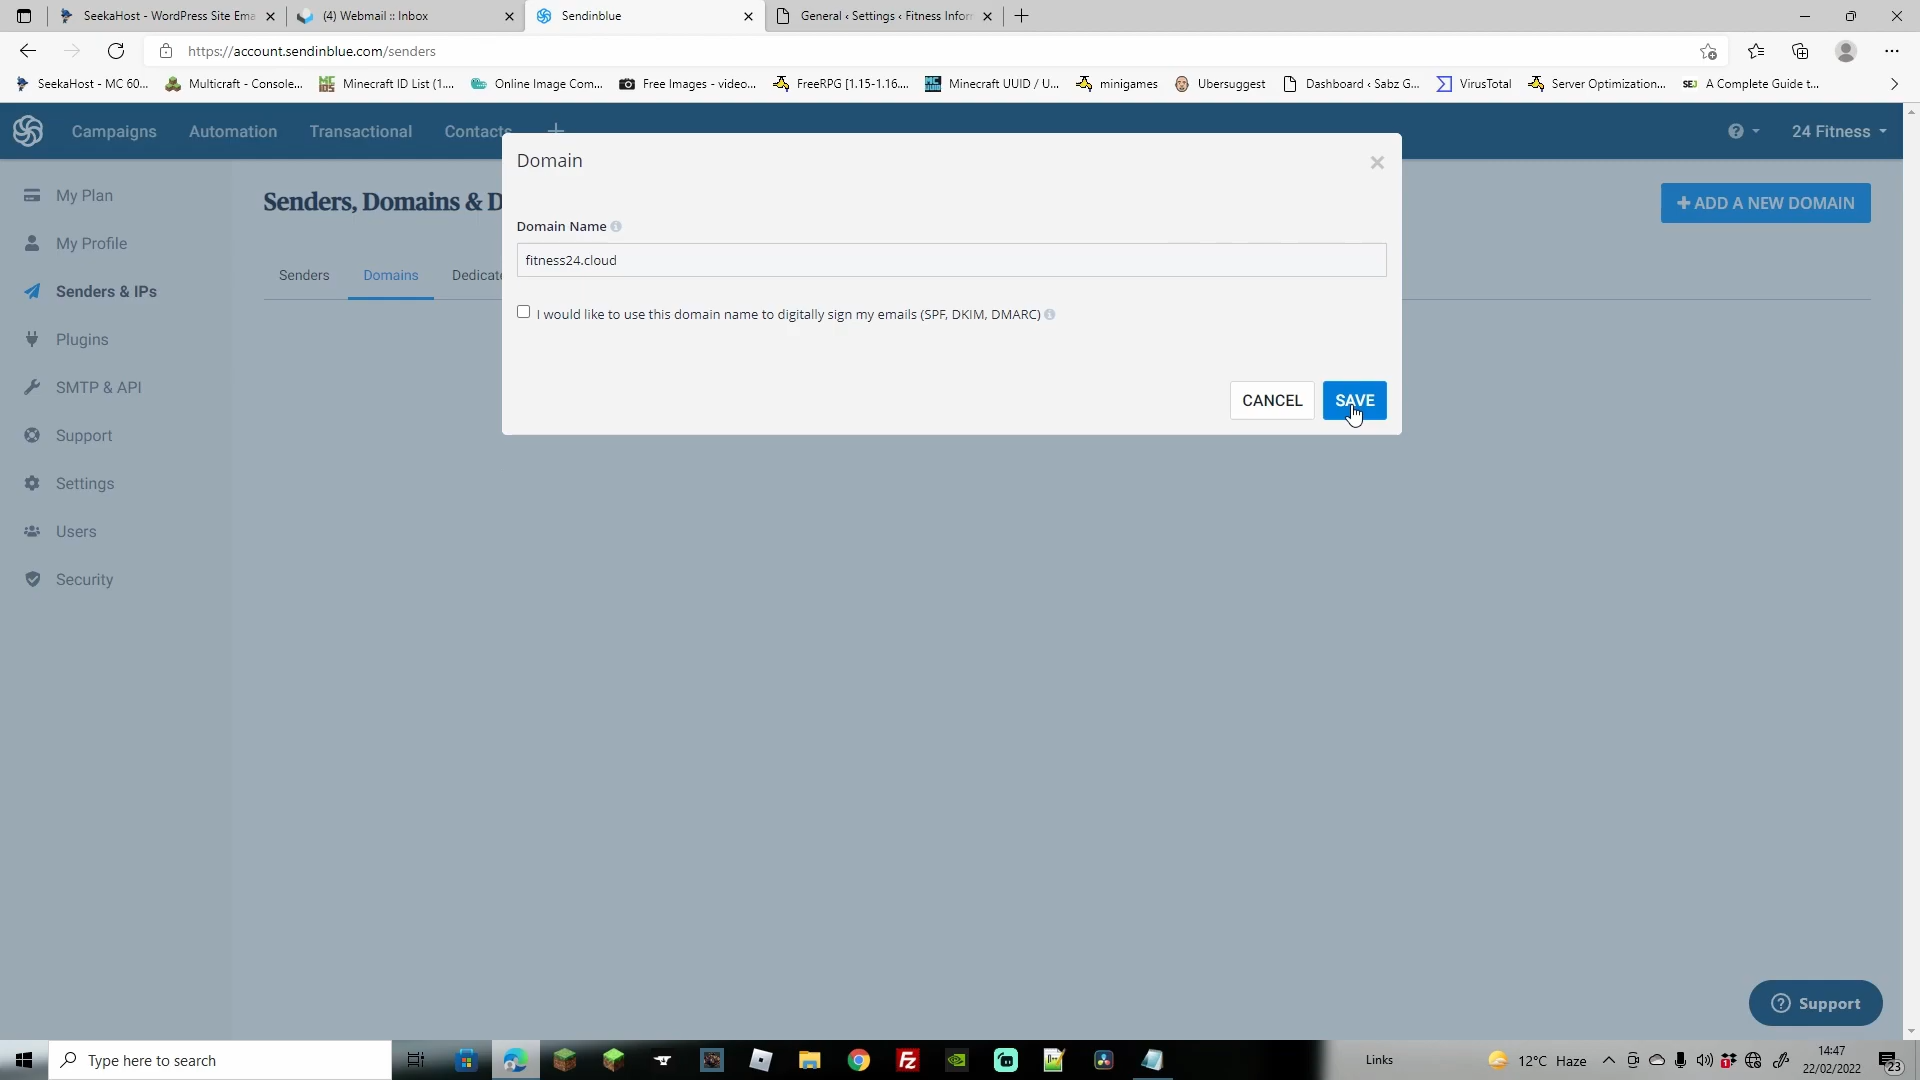 SeekaHost - WordPress Site Ema
(4) Webmail :: Inbox
Sendinblue
General ‹ Settings ‹ Fitness Infor
https://account.sendinblue.com/senders
SeekaHost - MC 60...
Multicraft - Console...
Minecraft ID List (1....
Online Image Com...
Free Images - video...
FreeRPG [1.15-1.16....
Minecraft UUID / U...
minigames
Ubersuggest
Dashboard ‹ Sabz G...
VirusTotal
Server Optimization...
SEJ
A Complete Guide t...
Campaigns
Automation
Transactional
Contacts
24 Fitness
Domain
My Plan
Senders, Domains & D
+ ADD A NEW DOMAIN
Domain Name
My Profile
fitness24.cloud
Senders
Domains
Dedicate
Senders & IPs
I would like to use this domain name to digitally sign my emails (SPF, DKIM, DMARC)
Plugins
SMTP & API
CANCEL
SAVE
Support
Settings
Users
Security
Support
Type here to search
Links
12°C Haze
14:47
22/02/2022
23